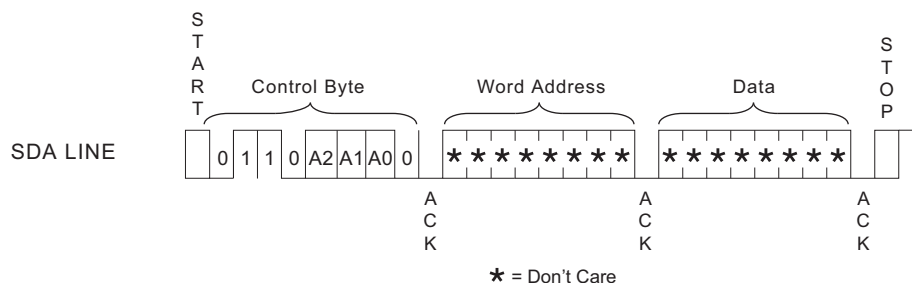 START
STOP
Control Byte
Word Address
Data
SDA LINE
0 1 1 0 A2 A1 A0 0 * * * * * * * * * * * * * * * *
ACK
ACK
ACK
* = Don't Care